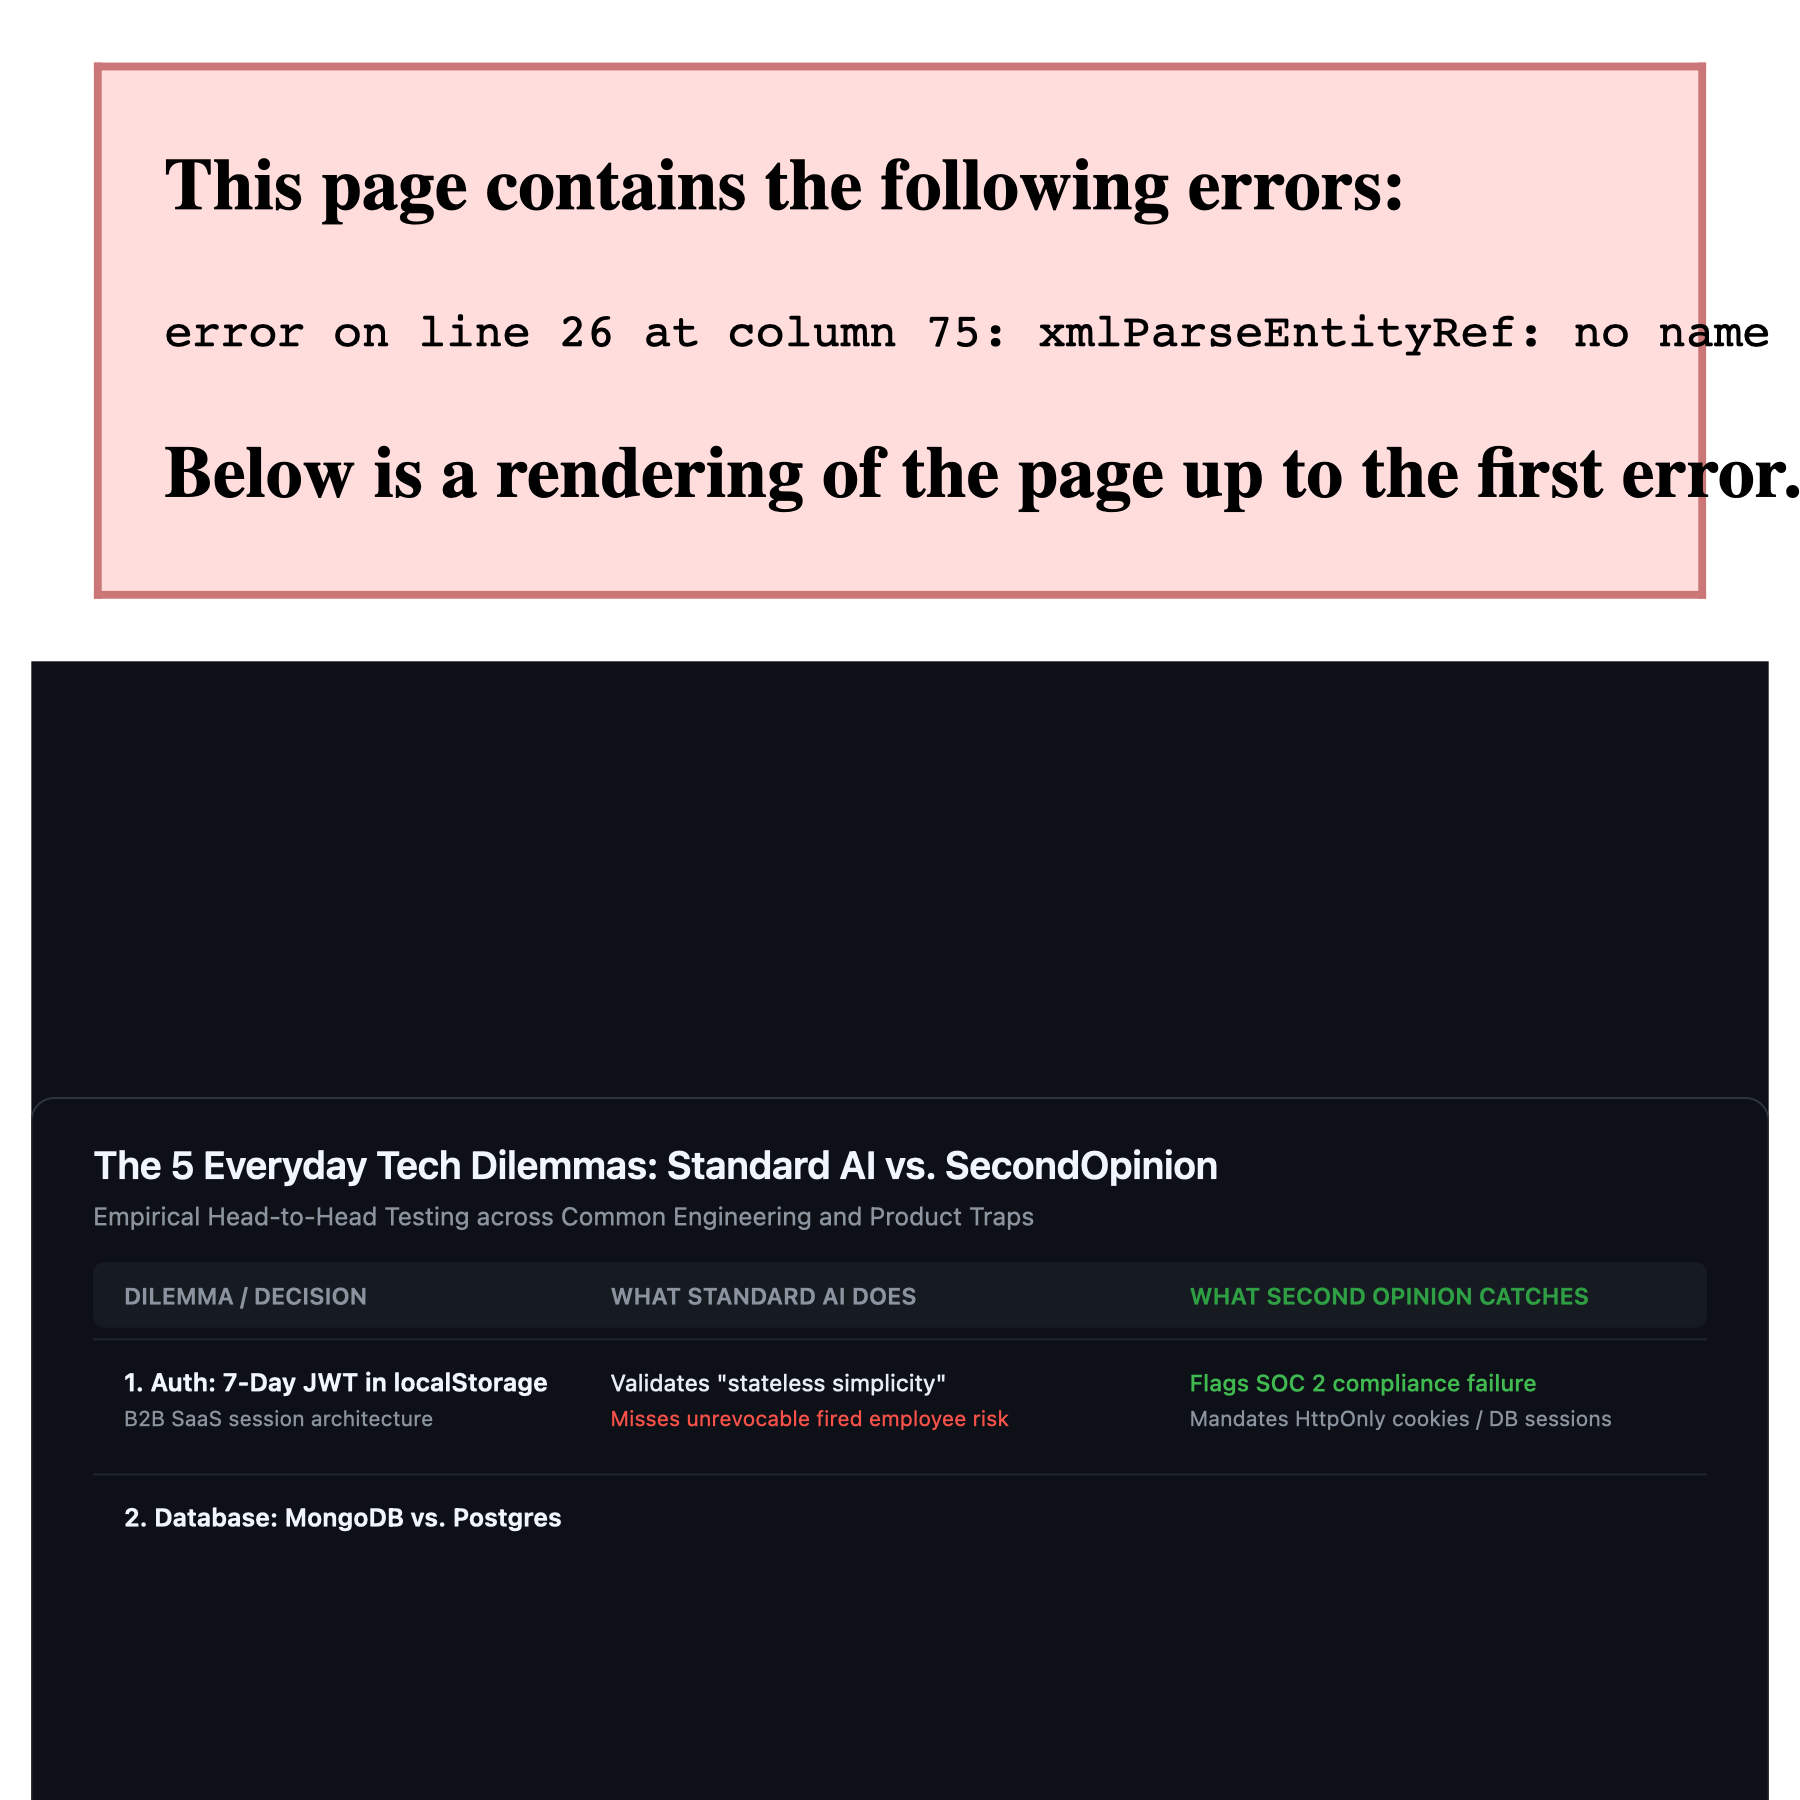 This page contains the following errors:
error on line 26 at column 75: xmlParseEntityRef: no name
Below is a rendering of the page up to the first error.
The 5 Everyday Tech Dilemmas: Standard AI vs. SecondOpinion
Empirical Head-to-Head Testing across Common Engineering and Product Traps
DILEMMA / DECISION WHAT STANDARD AI DOES WHAT SECOND OPINION CATCHES
1. Auth: 7-Day JWT in localStorage Validates "stateless simplicity" Flags SOC 2 compliance failure
B2B SaaS session architecture Misses unrevocable fired employee risk Mandates HttpOnly cookies / DB sessions
2. Database: MongoDB vs. Postgres